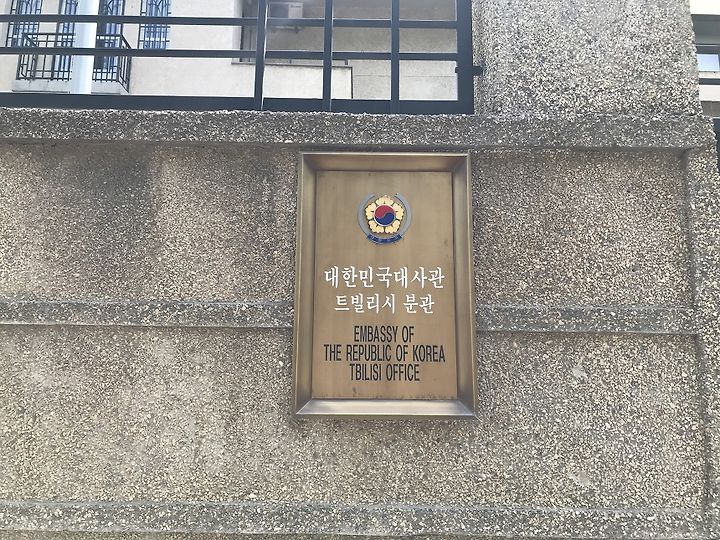 대한민국대사관
트빌리시 분관
EMBASSY OF
THE REPUBLIC OF KOREA
TBILISI OFFICE